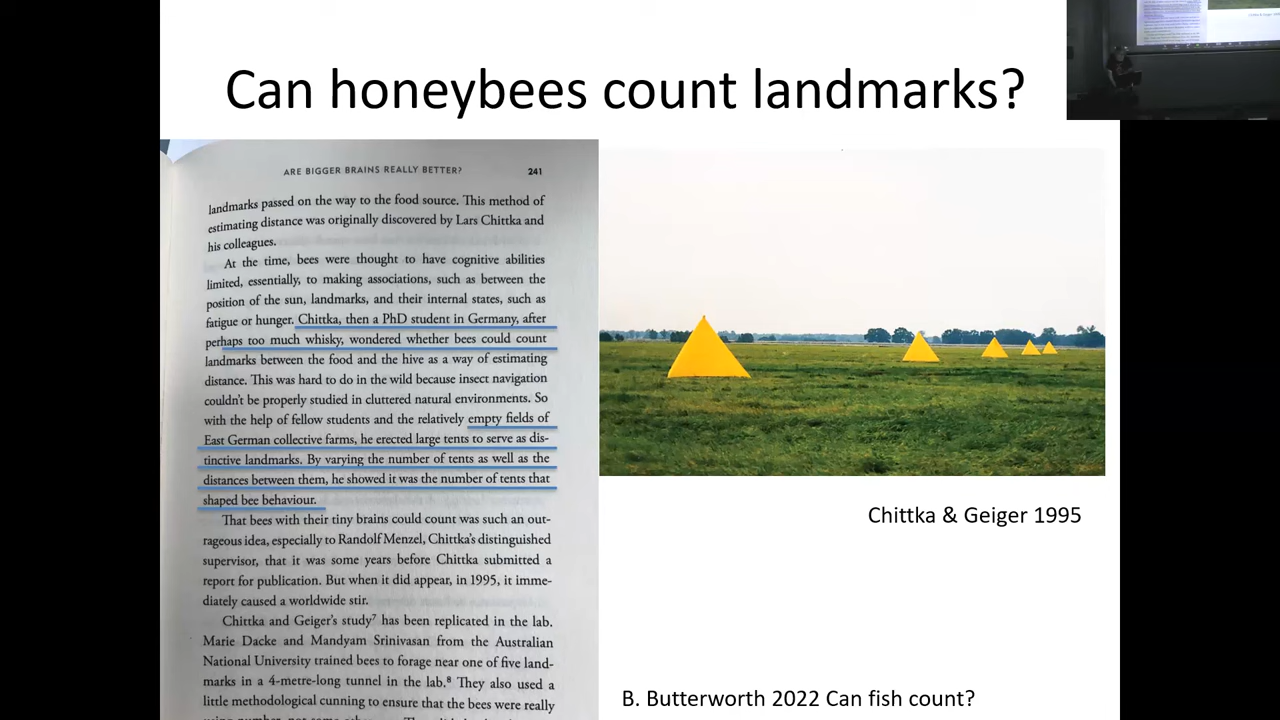 Can honeybees count landmarks?
ARE BIGGER BRAINS REALLY BETTER? 241
landmarks passed on the way to the food source. This method of
estimating distance was originally discovered by Lars Chittka and
his colleagues.
At the time, bees were thought to have cognitive abilities
limited, essentially, to making associations, such as between the
position of the sun, landmarks, and their internal states, such as
fatigue or hunger. Chittka, then a PhD student in Germany, after
perhaps too much whisky, wondered whether bees could count
landmarks between the food and the hive as a way of estimating
distance. This was hard to do in the wild because insect navigation
couldn't be properly studied in cluttered natural environments. So
with the help of fellow students and the relatively empty fields of
East German collective farms, he erected large tents to serve as dis-
tinctive landmarks. By varying the number of tents as well as the
distances between them, he showed it was the number of tents that
shaped bee behaviour.
That bees with their tiny brains could count was such an out-
rageous idea, especially to Randolf Menzel, Chittka's distinguished
supervisor, that it was some years before Chittka submitted a
report for publication. But when it did appear, in 1995, it imme-
diately caused a worldwide stir.
Chittka and Geiger's study⁷ has been replicated in the lab.
Marie Dacke and Mandyam Srinivasan from the Australian
National University trained bees to forage near one of five land-
marks in a 4-metre-long tunnel in the lab.⁸ They also used a
little methodological cunning to ensure that the bees were really
Chittka & Geiger 1995
B. Butterworth 2022 Can fish count?